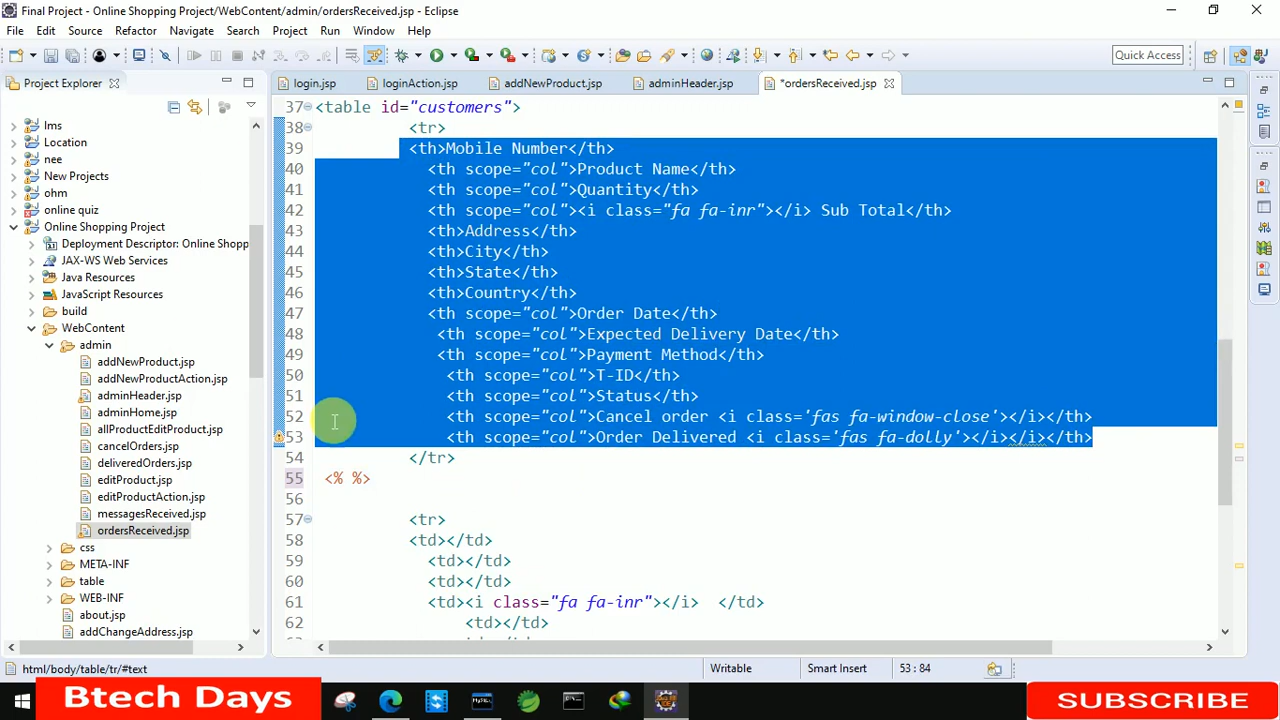 Final Project - Online Shopping Project/WebContent/admin/ordersReceived.jsp - Eclipse
File Edit Source Refactor Navigate Search Project Run Window Help
Quick Access
Project Explorer
login.jsp loginAction.jsp addNewProduct.jsp adminHeader.jsp *ordersReceived.jsp
lms
Location
nee
New Projects
ohm
online quiz
Online Shopping Project
Deployment Descriptor: Online Shopp
JAX-WS Web Services
Java Resources
JavaScript Resources
build
WebContent
admin
addNewProduct.jsp
addNewProductAction.jsp
adminHeader.jsp
adminHome.jsp
allProductEditProduct.jsp
cancelOrders.jsp
deliveredOrders.jsp
editProduct.jsp
editProductAction.jsp
messagesReceived.jsp
ordersReceived.jsp
css
META-INF
table
WEB-INF
about.jsp
addChangeAddress.jsp
37 <table id="customers">
38 <tr>
39 <th>Mobile Number</th>
40 <th scope="col">Product Name</th>
41 <th scope="col">Quantity</th>
42 <th scope="col"><i class="fa fa-inr"></i> Sub Total</th>
43 <th>Address</th>
44 <th>City</th>
45 <th>State</th>
46 <th>Country</th>
47 <th scope="col">Order Date</th>
48 <th scope="col">Expected Delivery Date</th>
49 <th scope="col">Payment Method</th>
50 <th scope="col">T-ID</th>
51 <th scope="col">Status</th>
52 <th scope="col">Cancel order <i class='fas fa-window-close'></i></th>
53 <th scope="col">Order Delivered <i class='fas fa-dolly'></i></i></th>
54 </tr>
55 <% %>
56
57 <tr>
58 <td></td>
59 <td></td>
60 <td></td>
61 <td><i class="fa fa-inr"></i> </td>
62 <td></td>
html/body/table/tr/#text Writable Smart Insert 53 : 84
Btech Days
SUBSCRIBE